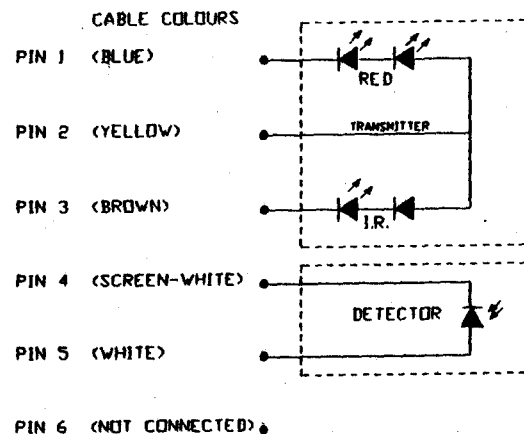 CABLE COLOURS
PIN 1 (BLUE)
RED
PIN 2 (YELLOW)
TRANSMITTER
PIN 3 (BROWN)
I.R.
PIN 4 (SCREEN-WHITE)
DETECTOR
PIN 5 (WHITE)
PIN 6 (NOT CONNECTED)